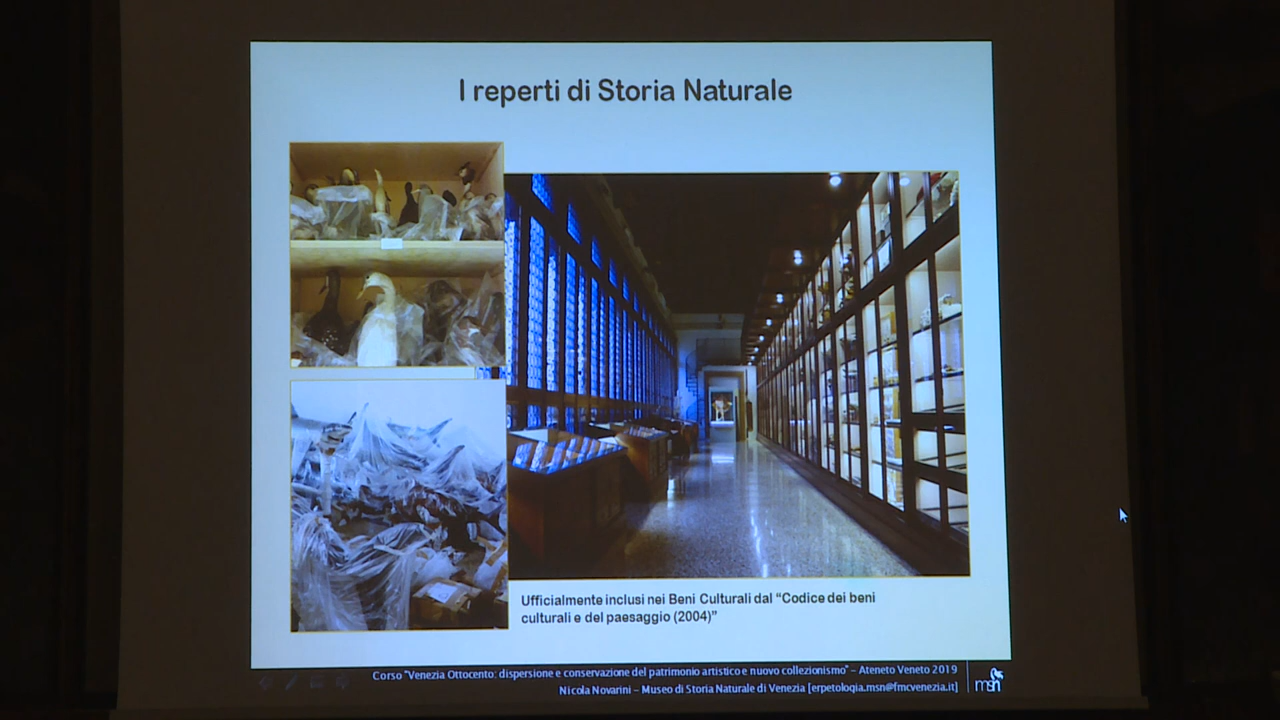 I reperti di Storia Naturale
Ufficialmente inclusi nei Beni Culturali dal “Codice dei beni
culturali e del paesaggio (2004)”
Corso “Venezia Ottocento: dispersione e conservazione del patrimonio artistico e nuovo collezionismo” – Ateneo Veneto 2019
Nicola Novarini – Museo di Storia Naturale di Venezia [erpetologia.msn@fmcvenezia.it]
msn